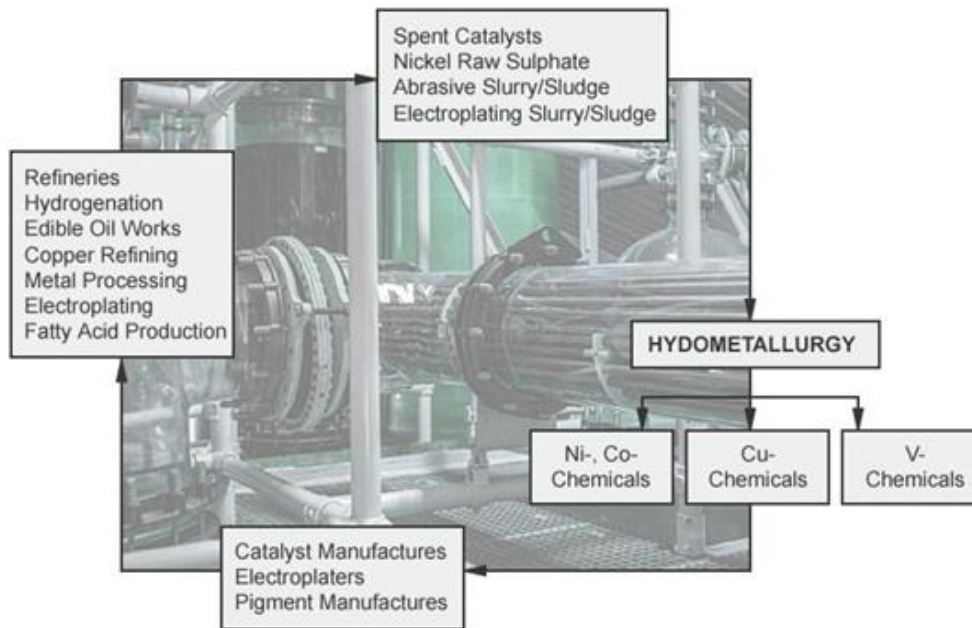 Spent Catalysts
Nickel Raw Sulphate
Abrasive Slurry/Sludge
Electroplating Slurry/Sludge
Refineries
Hydrogenation
Edible Oil Works
Copper Refining
Metal Processing
Electroplating
Fatty Acid Production
HYDOMETALLURGY
Ni-, Co-
Chemicals
Cu-
Chemicals
V-
Chemicals
Catalyst Manufactures
Electroplaters
Pigment Manufactures